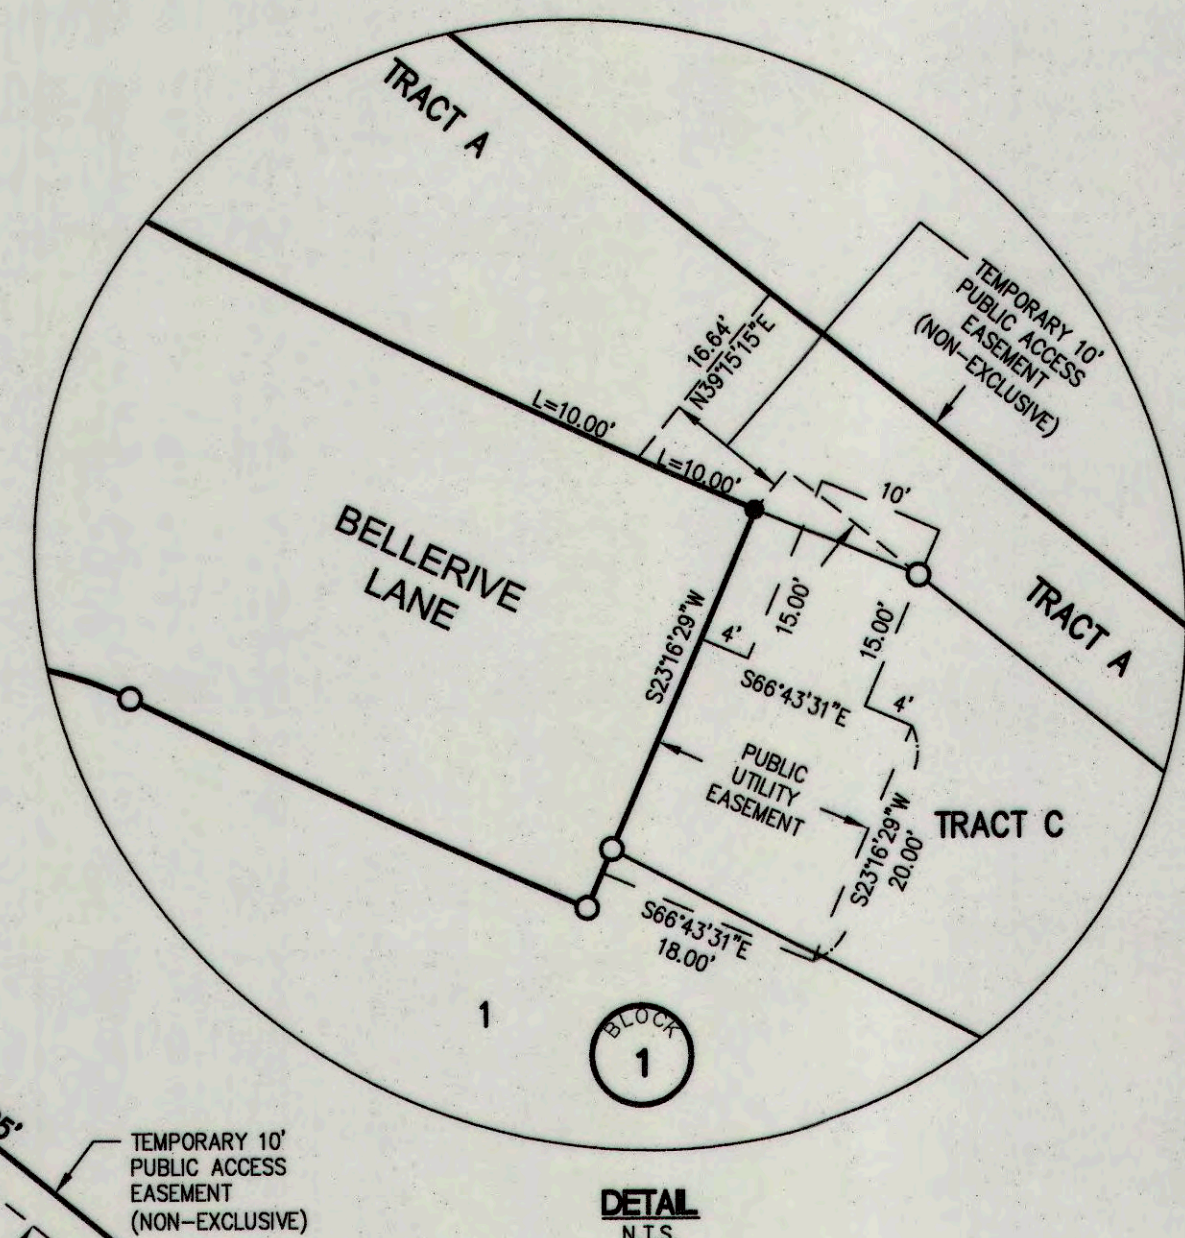 TRACT A
TEMPORARY 10'
PUBLIC ACCESS
EASEMENT
(NON-EXCLUSIVE)
16.64'
N39°15'15"E
L=10.00'
L=10.00'
10'
BELLERIVE
LANE
S23°16'29"W
15.00'
4'
S66°43'31"E
15.00'
4'
TRACT A
PUBLIC
UTILITY
EASEMENT
S23°16'29"W
20.00'
TRACT C
S66°43'31"E
18.00'
1
BLOCK
1
5'
TEMPORARY 10'
PUBLIC ACCESS
EASEMENT
(NON-EXCLUSIVE)
DETAIL
N.T.S.